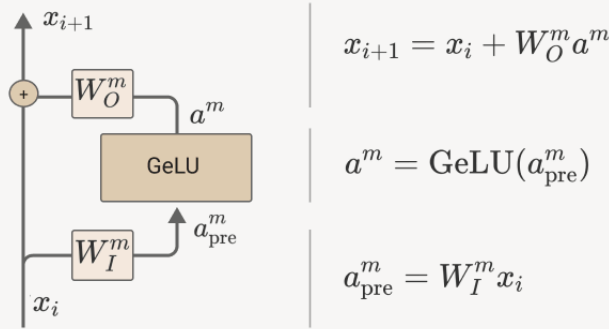 x_{i+1}
x_{i+1} = x_i + W_O^m a^m
+
W_O^m
a^m
GeLU
a^m = GeLU(a_pre^m)
a_pre^m
W_I^m
a_pre^m = W_I^m x_i
x_i